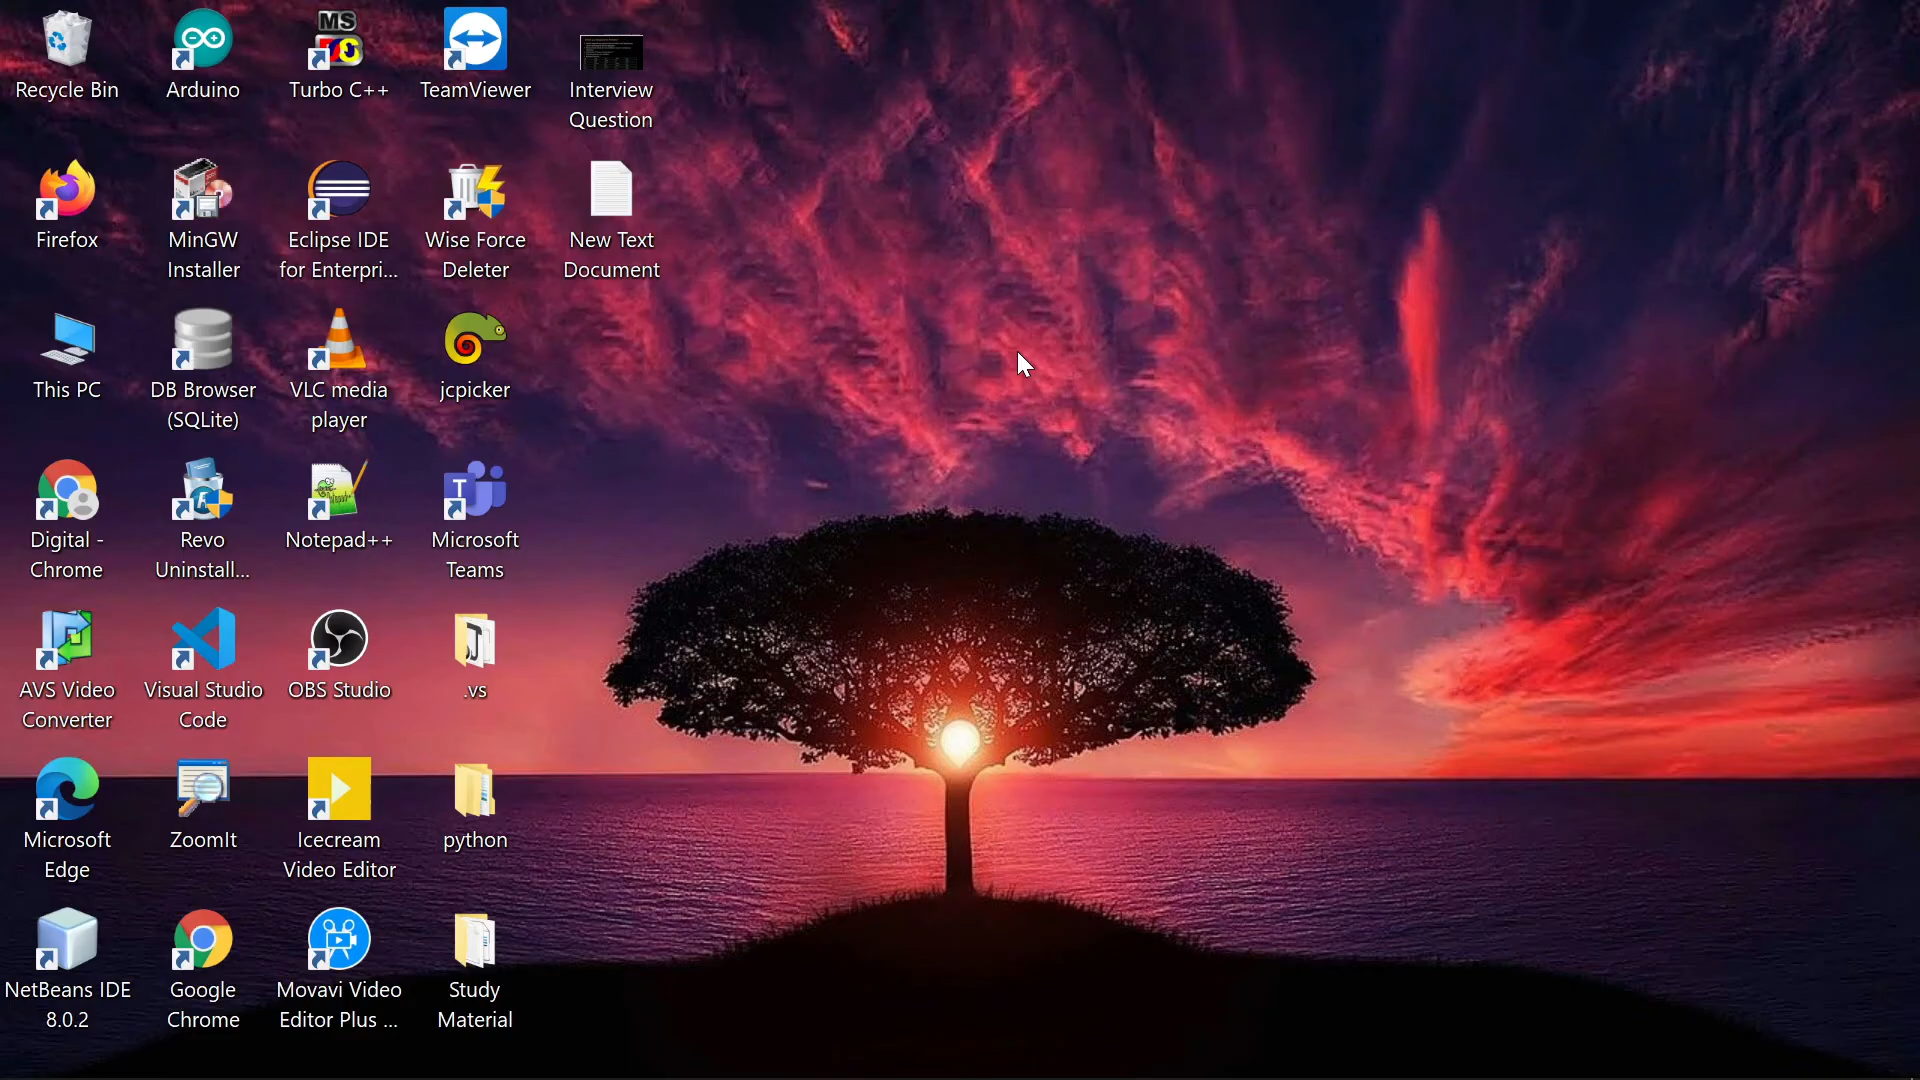 Recycle Bin
Arduino
Turbo C++
TeamViewer
Interview
Question
Firefox
MinGW
Installer
Eclipse IDE
for Enterpri...
Wise Force
Deleter
New Text
Document
This PC
DB Browser
(SQLite)
VLC media
player
jcpicker
Digital -
Chrome
Revo
Uninstall...
Notepad++
Microsoft
Teams
AVS Video
Converter
Visual Studio
Code
OBS Studio
.vs
Microsoft
Edge
ZoomIt
Icecream
Video Editor
python
NetBeans IDE
8.0.2
Google
Chrome
Movavi Video
Editor Plus ...
Study
Material